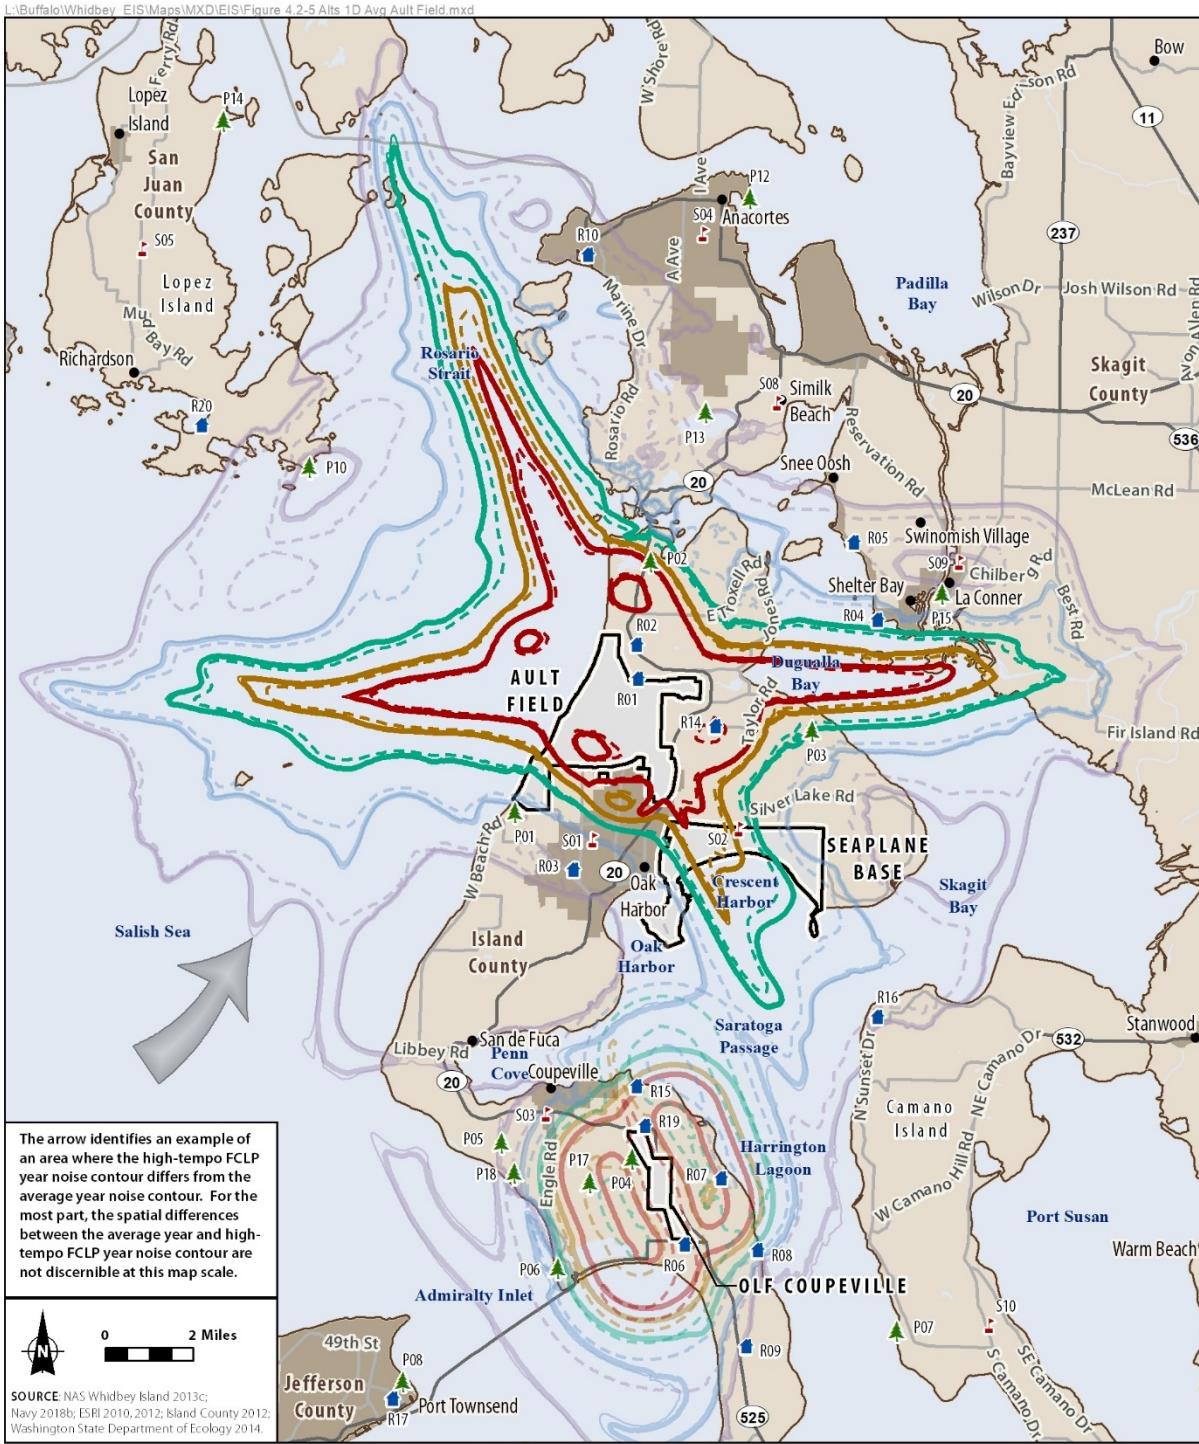 L:\Buffalo\Whidbey_EIS\Maps\MXD\EIS\Figure 4.2-5 Alts 1D Avg Ault Field.mxd
Ferry Rd
W Shore Rd
Bow
Lopez
Island
P14
Bayview Edison Rd
11
San
Juan
County
I Ave
P12
S04
Anacortes
237
S05
R10
A Ave
Lopez
Island
Marine Dr
Padilla
Bay
Wilson Dr
Josh Wilson Rd
Avon Allen Rd
Mud Bay Rd
Richardson
Rosario
Strait
Skagit
County
S08
Similk
Beach
20
R20
Rosario Rd
P13
Reservation Rd
536
P10
Snee Oosh
20
McLean Rd
Swinomish Village
R05
P02
S09
Chilberg Rd
E Troxell Rd
Jones Rd
Shelter Bay
La Conner
Best Rd
R04
P15
R02
AULT
FIELD
Dugualla
Bay
R01
Taylor Rd
R14
P03
Fir Island Rd
Silver Lake Rd
P01
W Beach Rd
S01
S02
SEAPLANE
BASE
R03
20
Oak
Harbor
Crescent
Harbor
Skagit
Bay
Salish Sea
Island
County
Oak
Harbor
R16
Saratoga
Passage
Stanwood
San de Fuca
532
Libbey Rd
Penn
Cove
Coupeville
20
R15
N Sunset Dr
NE Camano Dr
S03
R19
Camano
Island
P05
Engle Rd
Harrington
Lagoon
P18
P17
P04
R07
W Camano Hill Rd
Port Susan
R06
R08
Warm Beach
P06
OLF COUPEVILLE
Admiralty Inlet
S10
P07
R09
SE Camano Dr
S Camano Dr
The arrow identifies an example of
an area where the high-tempo FCLP
year noise contour differs from the
average year noise contour. For the
most part, the spatial differences
between the average year and high-
tempo FCLP year noise contour are
not discernible at this map scale.
N
0 2 Miles
49th St
P08
Jefferson
County
Port Townsend
R17
525
SOURCE: NAS Whidbey Island 2013c;
Navy 2018b; ESRI 2010, 2012; Island County 2012;
Washington State Department of Ecology 2014.